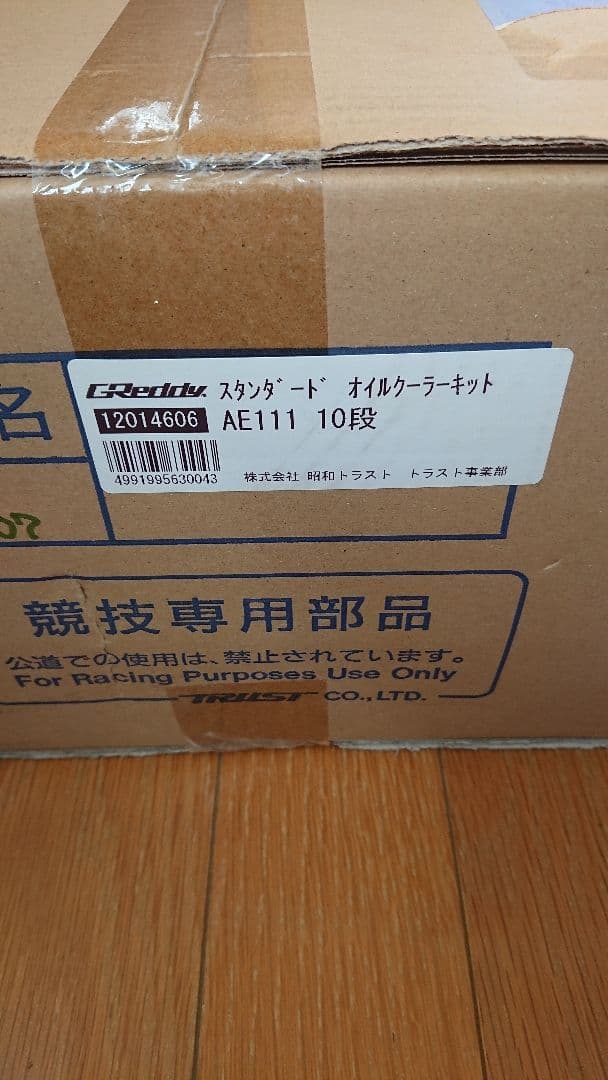 GReddy スタンダード オイルクーラーキット
12014606 AE111 10段
名
4991995630043 株式会社 昭和トラスト トラスト事業部
07
競技専用部品
公道での使用は、禁止されています。
For Racing Purposes Use Only
TRUST CO.,LTD.